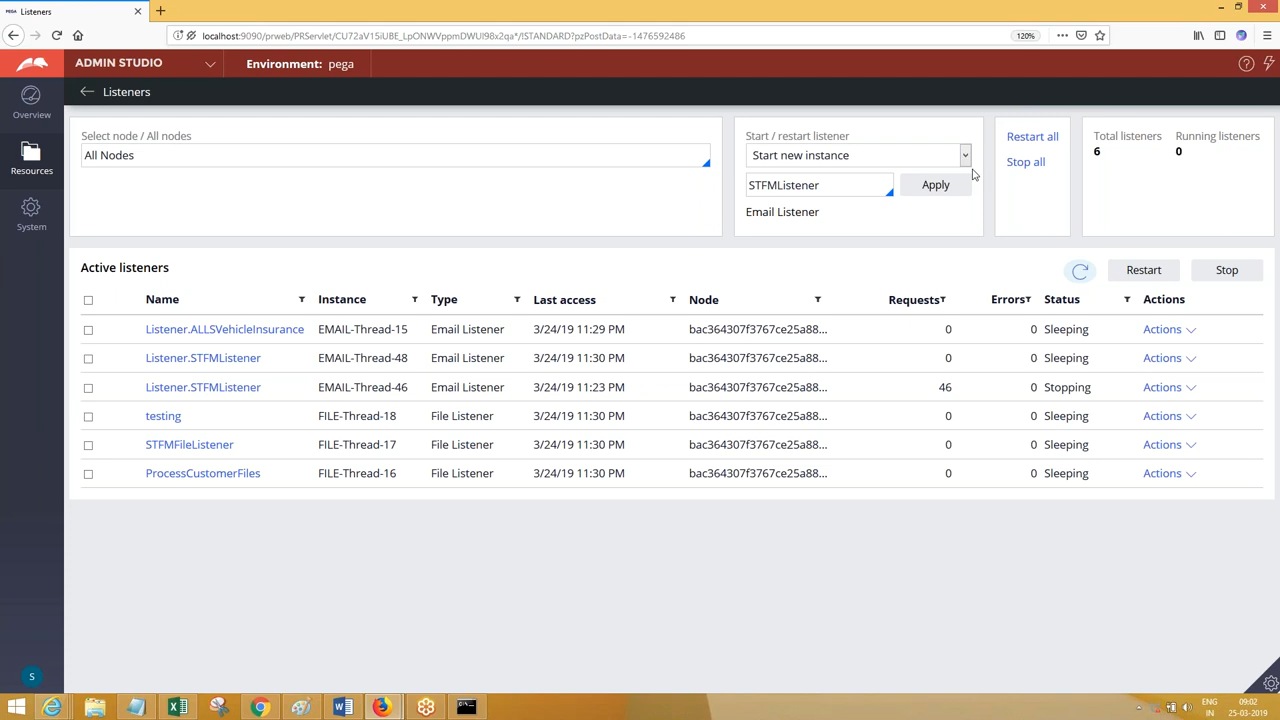 PEGA Listeners
localhost:9090/prweb/PRServlet/CU72aV15iUBE_LpONWVppmDWUI98x2qa*/!STANDARD?pzPostData=-1476592486
120%
ADMIN STUDIO
Environment: pega
Listeners
Overview
Resources
System
Select node / All nodes
All Nodes
Start / restart listener
Start new instance
STFMListener
Apply
Email Listener
Restart all
Stop all
Total listeners Running listeners
6 0
Active listeners
Restart Stop
Name Instance Type Last access Node Requests Errors Status Actions
Listener.ALLSVehicleInsurance EMAIL-Thread-15 Email Listener 3/24/19 11:29 PM bac364307f3767ce25a88... 0 0 Sleeping Actions
Listener.STFMListener EMAIL-Thread-48 Email Listener 3/24/19 11:30 PM bac364307f3767ce25a88... 0 0 Sleeping Actions
Listener.STFMListener EMAIL-Thread-46 Email Listener 3/24/19 11:23 PM bac364307f3767ce25a88... 46 0 Stopping Actions
testing FILE-Thread-18 File Listener 3/24/19 11:30 PM bac364307f3767ce25a88... 0 0 Sleeping Actions
STFMFileListener FILE-Thread-17 File Listener 3/24/19 11:30 PM bac364307f3767ce25a88... 0 0 Sleeping Actions
ProcessCustomerFiles FILE-Thread-16 File Listener 3/24/19 11:30 PM bac364307f3767ce25a88... 0 0 Sleeping Actions
S
ENG 09:02
IN 25-03-2019